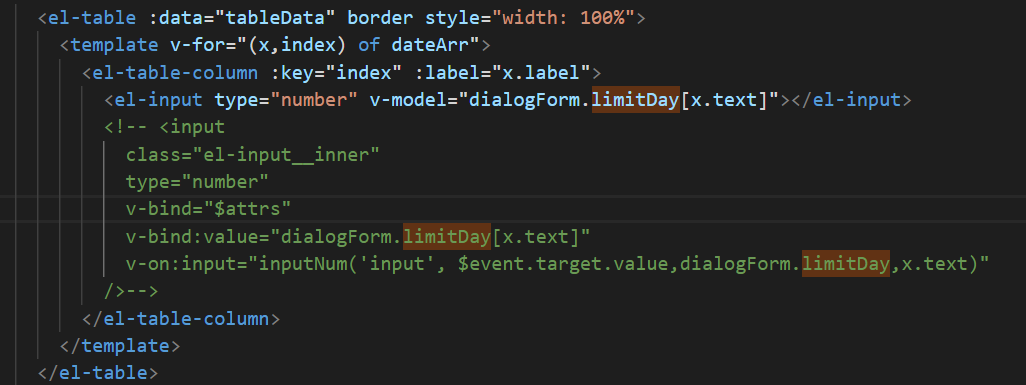 <el-table :data="tableData" border style="width: 100%">
<template v-for="(x,index) of dateArr">
<el-table-column :key="index" :label="x.label">
<el-input type="number" v-model="dialogForm.limitDay[x.text]"></el-input>
<!-- <input
class="el-input__inner"
type="number"
v-bind="$attrs"
v-bind:value="dialogForm.limitDay[x.text]"
v-on:input="inputNum('input', $event.target.value,dialogForm.limitDay,x.text)"
/>-->
</el-table-column>
</template>
</el-table>